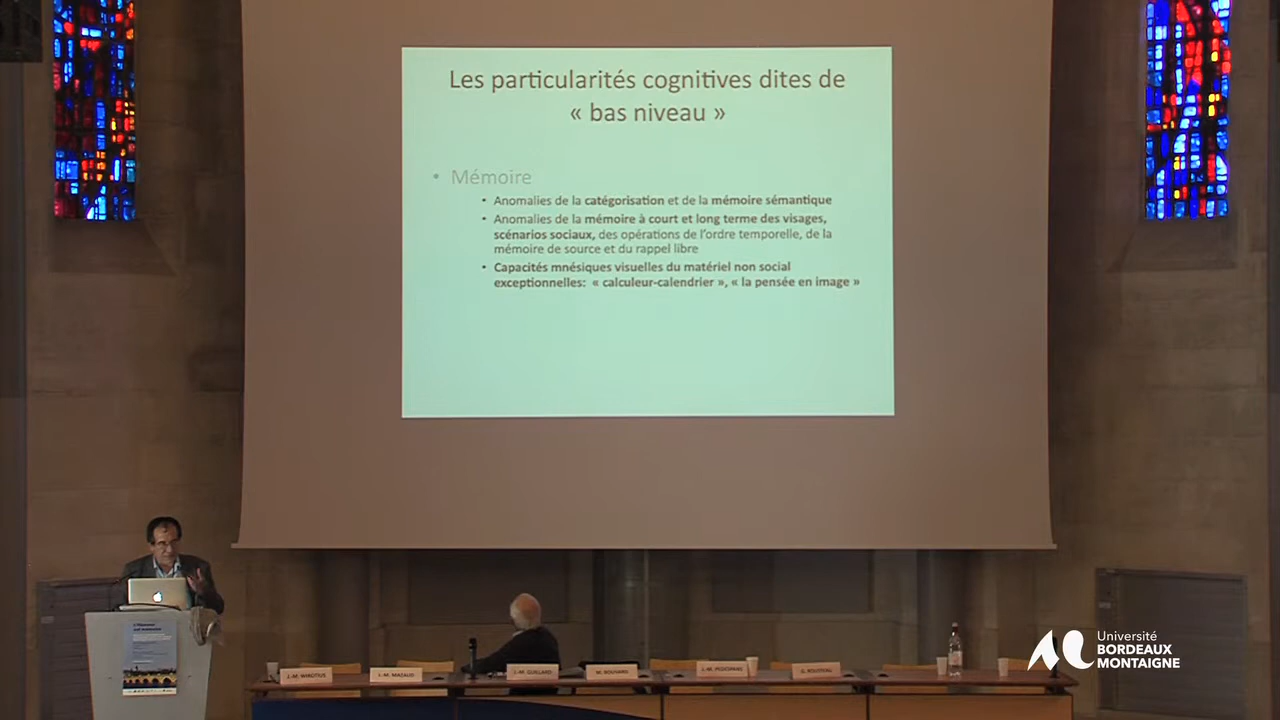 Les particularités cognitives dites de
« bas niveau »
• Mémoire
• Anomalies de la catégorisation et de la mémoire sémantique
• Anomalies de la mémoire à court et long terme des visages,
scénarios sociaux, des opérations de l'ordre temporelle, de la
mémoire de source et du rappel libre
• Capacités mnésiques visuelles du matériel non social
exceptionnelles: « calculeur-calendrier », « la pensée en image »
Université
BORDEAUX
MONTAIGNE